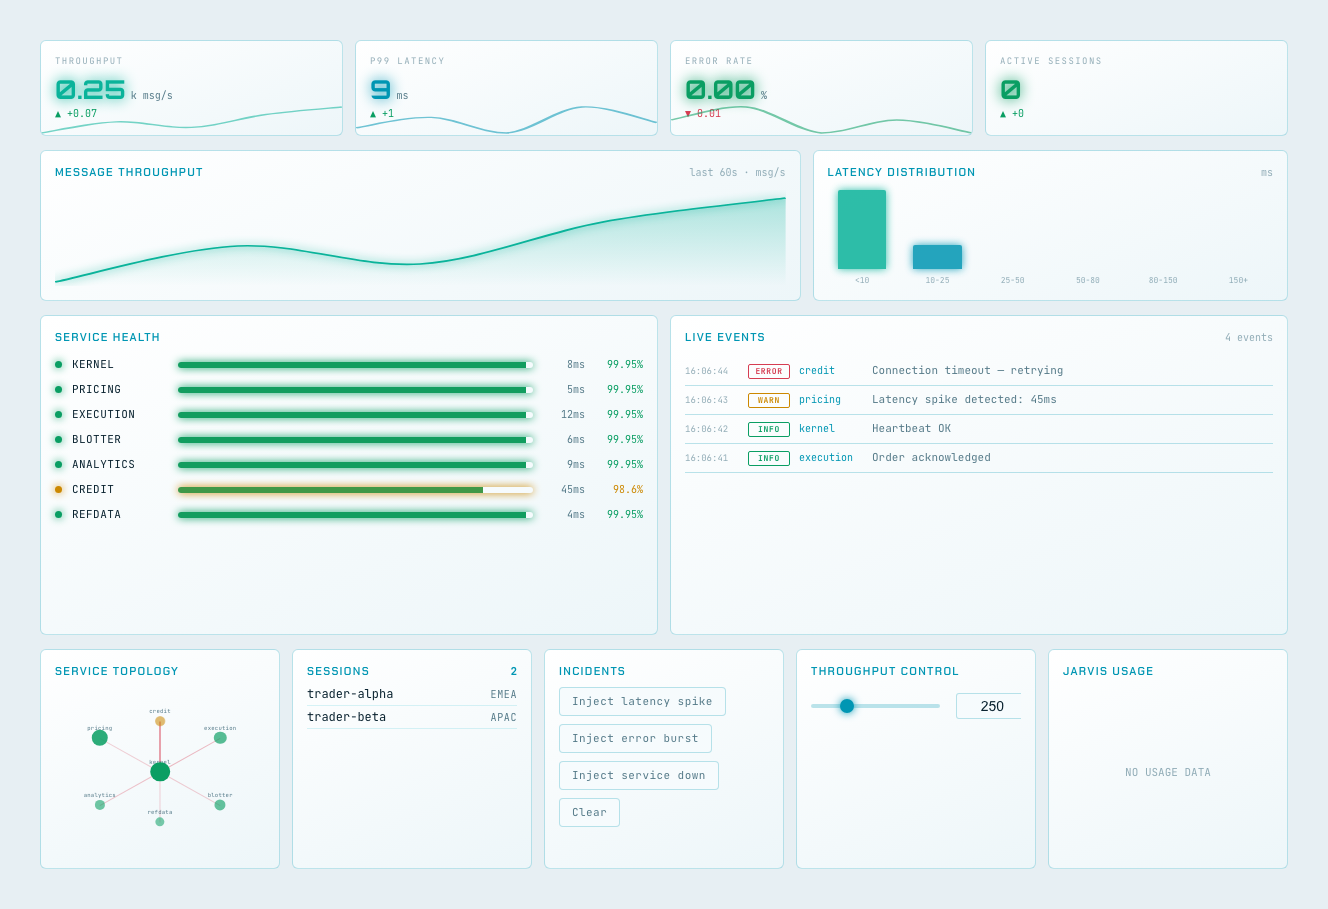 THROUGHPUT
0.25 k msg/s
▲ +0.07
P99 LATENCY
9 ms
▲ +1
ERROR RATE
0.00 %
▼ 0.01
ACTIVE SESSIONS
0
▲ +0
MESSAGE THROUGHPUT
last 60s · msg/s
LATENCY DISTRIBUTION
ms
<10 10-25 25-50 50-80 80-150 150+
SERVICE HEALTH
KERNEL 8ms 99.95%
PRICING 5ms 99.95%
EXECUTION 12ms 99.95%
BLOTTER 6ms 99.95%
ANALYTICS 9ms 99.95%
CREDIT 45ms 98.6%
REFDATA 4ms 99.95%
LIVE EVENTS
4 events
16:06:44 ERROR credit Connection timeout — retrying
16:06:43 WARN pricing Latency spike detected: 45ms
16:06:42 INFO kernel Heartbeat OK
16:06:41 INFO execution Order acknowledged
SERVICE TOPOLOGY
credit
pricing
execution
kernel
analytics
blotter
refdata
SESSIONS 2
trader-alpha EMEA
trader-beta APAC
INCIDENTS
Inject latency spike
Inject error burst
Inject service down
Clear
THROUGHPUT CONTROL
250
JARVIS USAGE
NO USAGE DATA